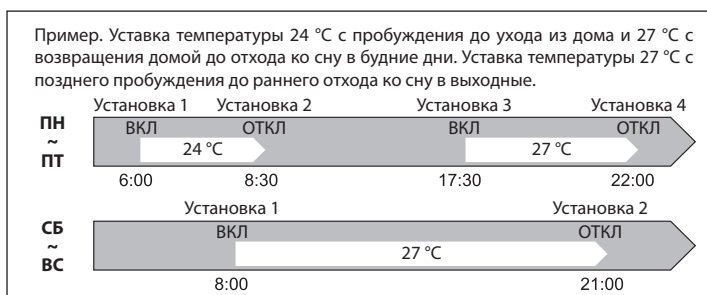 Пример. Уставка температуры 24 °C с пробуждения до ухода из дома и 27 °C с
возвращения домой до отхода ко сну в будние дни. Уставка температуры 27 °C с
позднего пробуждения до раннего отхода ко сну в выходные.
Установка 1 Установка 2 Установка 3 Установка 4
ПН
~
ПТ
ВКЛ ОТКЛ ВКЛ ОТКЛ
24 °C 27 °C
6:00 8:30 17:30 22:00
Установка 1 Установка 2
СБ
~
ВС
ВКЛ ОТКЛ
27 °C
8:00 21:00